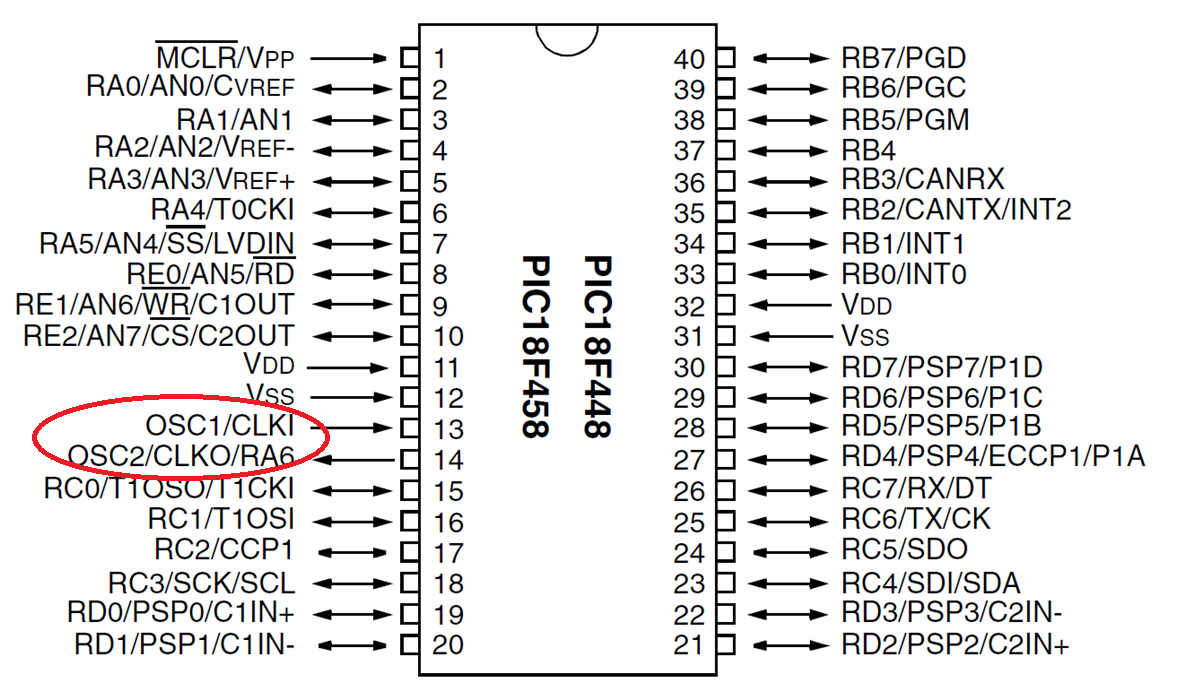 MCLR/VPP 1
RA0/AN0/CVREF 2
RA1/AN1 3
RA2/AN2/VREF- 4
RA3/AN3/VREF+ 5
RA4/T0CKI 6
RA5/AN4/SS/LVDIN 7
RE0/AN5/RD 8
RE1/AN6/WR/C1OUT 9
RE2/AN7/CS/C2OUT 10
VDD 11
VSS 12
OSC1/CLKI 13
OSC2/CLKO/RA6 14
RC0/T1OSO/T1CKI 15
RC1/T1OSI 16
RC2/CCP1 17
RC3/SCK/SCL 18
RD0/PSP0/C1IN+ 19
RD1/PSP1/C1IN- 20
PIC18F458
PIC18F448
40 RB7/PGD
39 RB6/PGC
38 RB5/PGM
37 RB4
36 RB3/CANRX
35 RB2/CANTX/INT2
34 RB1/INT1
33 RB0/INT0
32 VDD
31 VSS
30 RD7/PSP7/P1D
29 RD6/PSP6/P1C
28 RD5/PSP5/P1B
27 RD4/PSP4/ECCP1/P1A
26 RC7/RX/DT
25 RC6/TX/CK
24 RC5/SDO
23 RC4/SDI/SDA
22 RD3/PSP3/C2IN-
21 RD2/PSP2/C2IN+